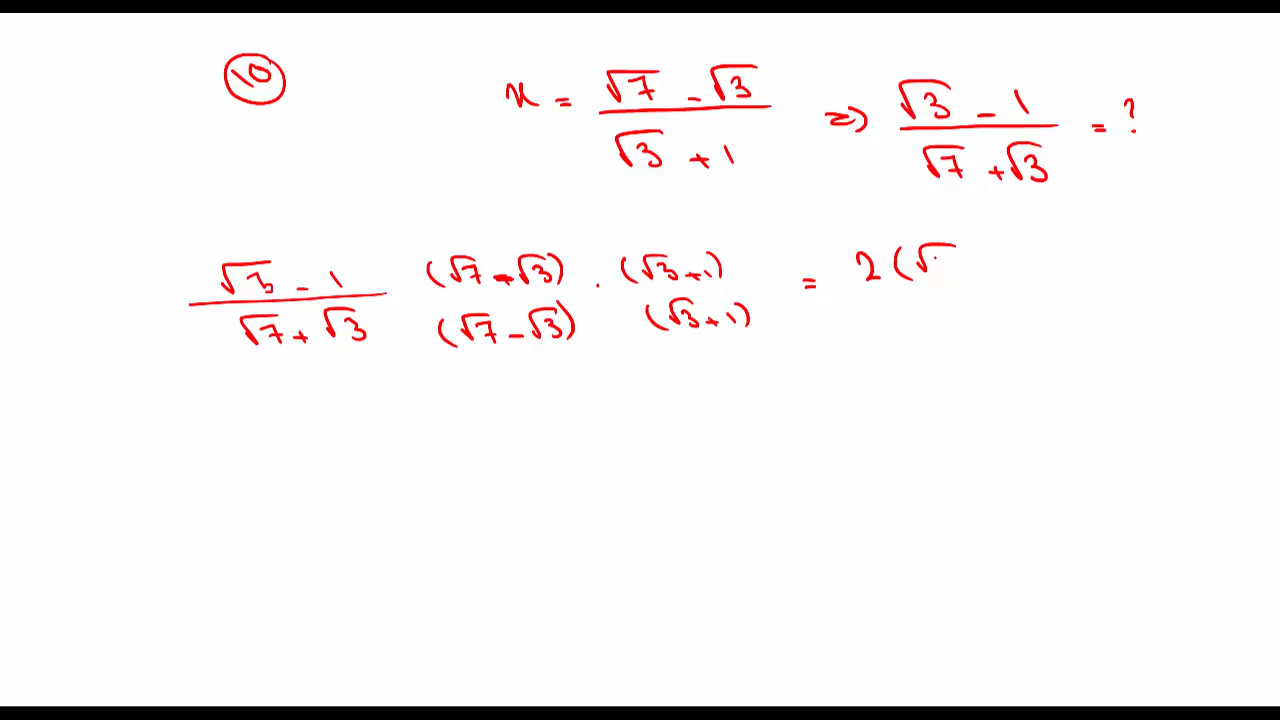 10
x = (√7 - √3) / (√3 + 1) => (√3 - 1) / (√7 + √3) = ?
(√3 - 1) / (√7 + √3) (√7 - √3) / (√7 - √3) . (√3 + 1) / (√3 + 1) = 2 (√